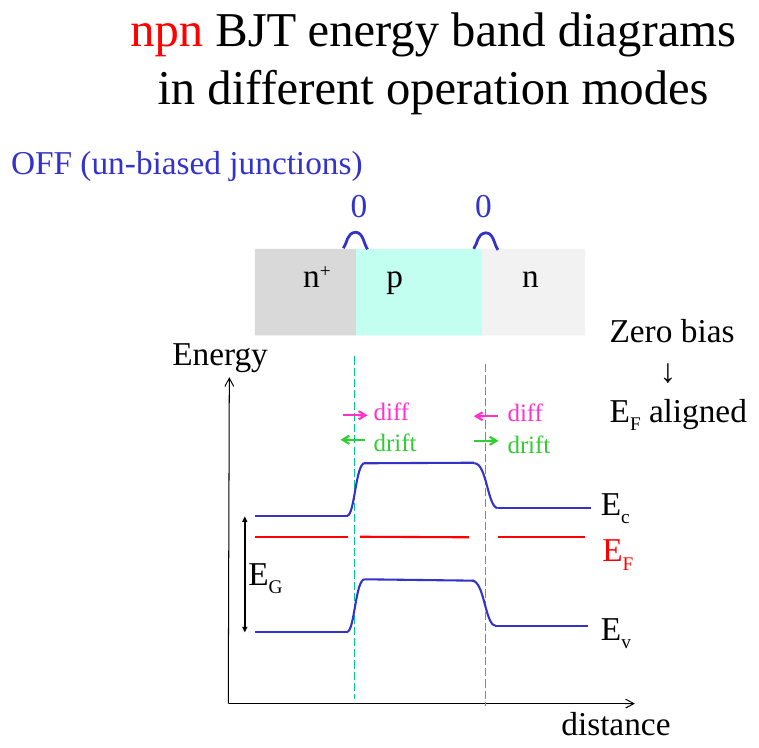 npn BJT energy band diagrams
in different operation modes
OFF (un-biased junctions)
0 0
n+ p n
Zero bias
↓
EF aligned
Energy
diff diff
drift drift
Ec
EF
EG
Ev
distance